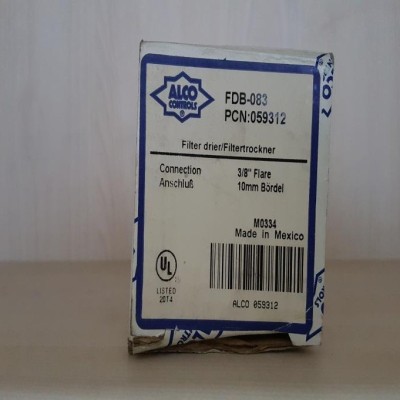 ALCO
CONTROLS
FDB-083
PCN:059312
Filter drier/Filtertrockner
Connection 3/8" Flare
Anschluß 10mm Bördel
M0334
Made in Mexico
UL
LISTED
2014
ALCO 059312